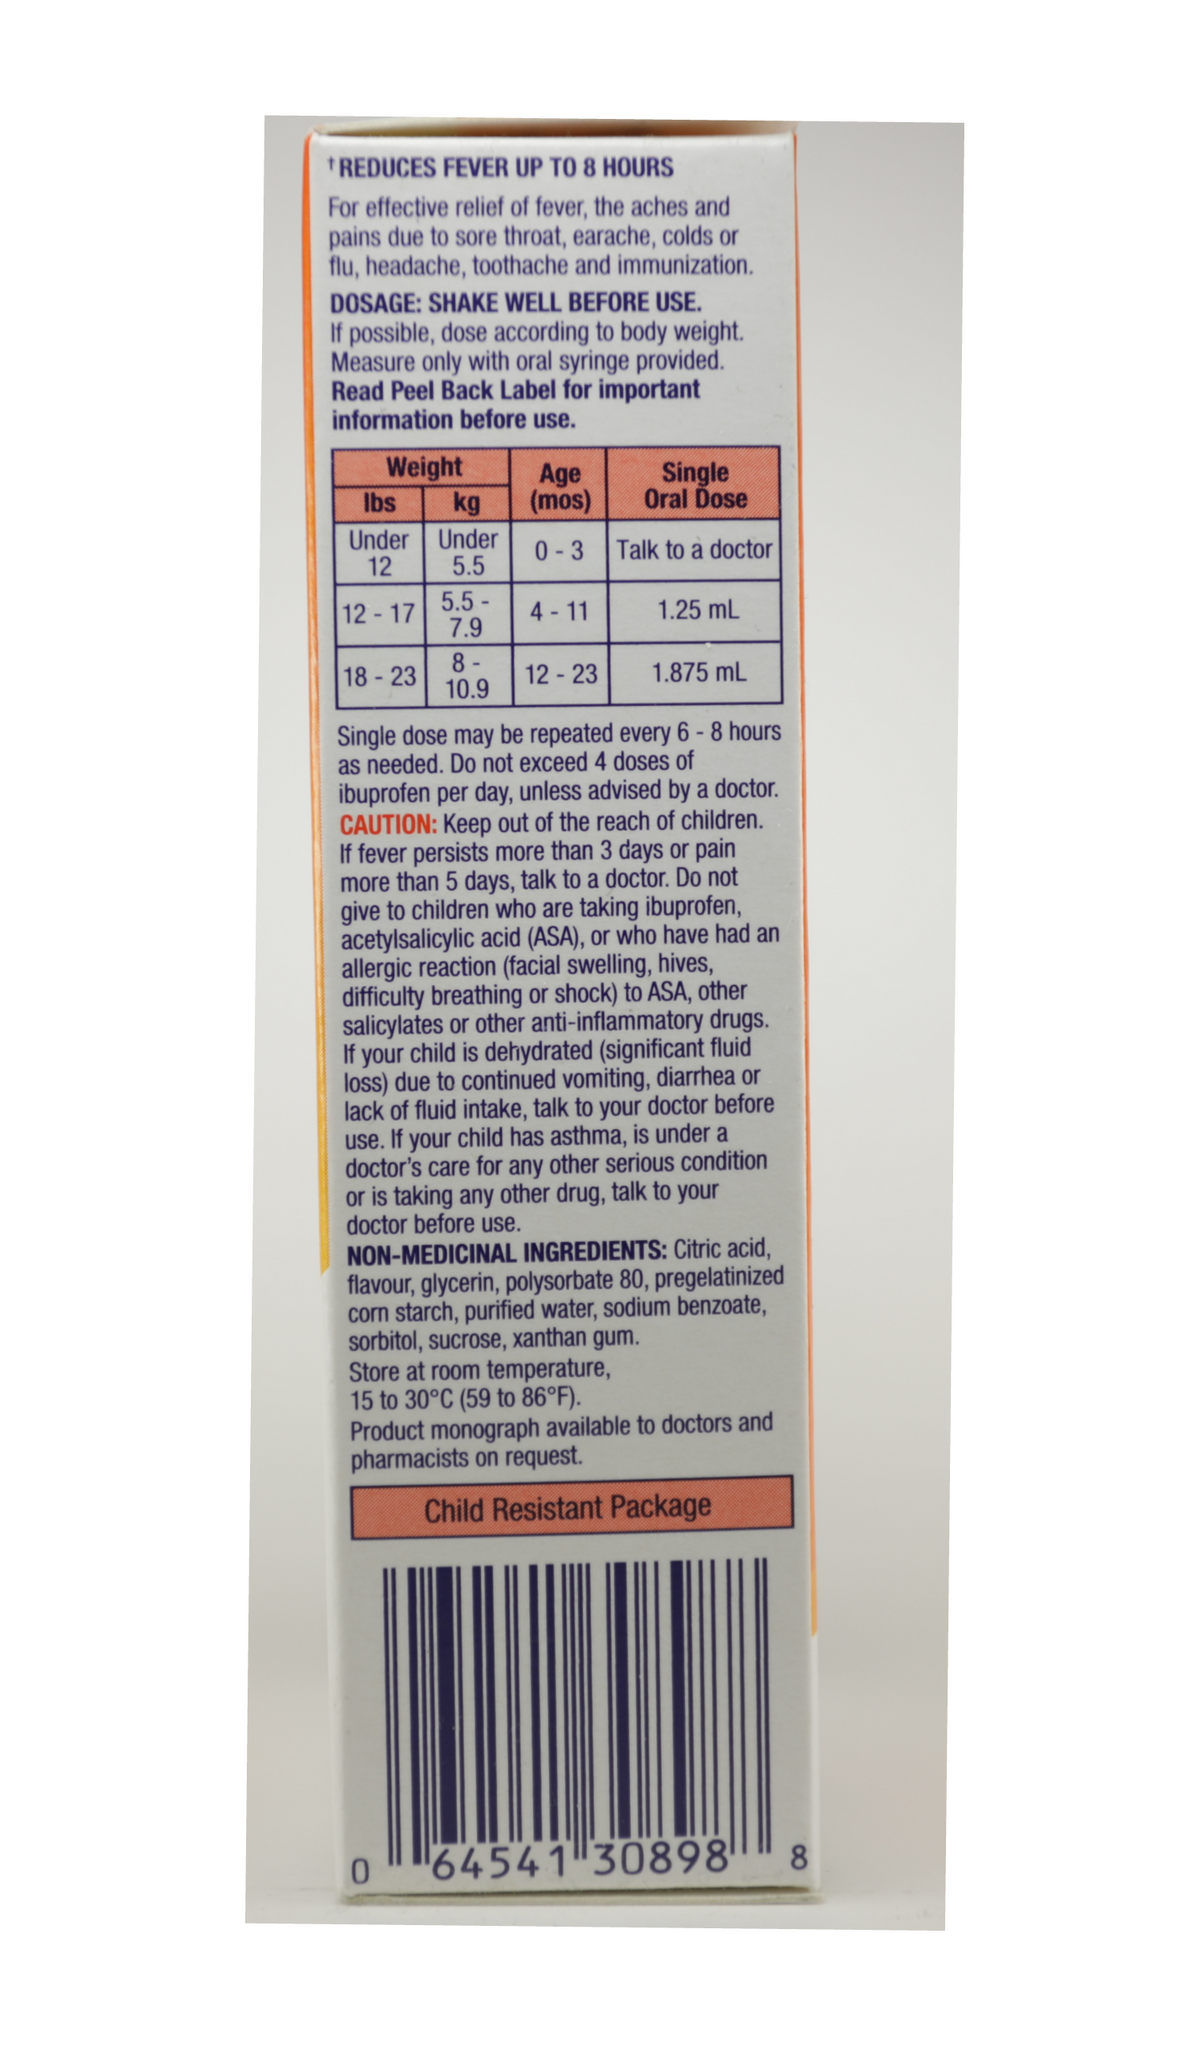 †REDUCES FEVER UP TO 8 HOURS
For effective relief of fever, the aches and
pains due to sore throat, earache, colds or
flu, headache, toothache and immunization.
DOSAGE: SHAKE WELL BEFORE USE.
If possible, dose according to body weight.
Measure only with oral syringe provided.
Read Peel Back Label for important
information before use.
Weight
lbs kg
Age
(mos)
Single
Oral Dose
Under
12
Under
5.5
0 - 3
Talk to a doctor
12 - 17
5.5 -
7.9
4 - 11
1.25 mL
18 - 23
8 -
10.9
12 - 23
1.875 mL
Single dose may be repeated every 6 - 8 hours
as needed. Do not exceed 4 doses of
ibuprofen per day, unless advised by a doctor.
CAUTION: Keep out of the reach of children.
If fever persists more than 3 days or pain
more than 5 days, talk to a doctor. Do not
give to children who are taking ibuprofen,
acetylsalicylic acid (ASA), or who have had an
allergic reaction (facial swelling, hives,
difficulty breathing or shock) to ASA, other
salicylates or other anti-inflammatory drugs.
If your child is dehydrated (significant fluid
loss) due to continued vomiting, diarrhea or
lack of fluid intake, talk to your doctor before
use. If your child has asthma, is under a
doctor's care for any other serious condition
or is taking any other drug, talk to your
doctor before use.
NON-MEDICINAL INGREDIENTS: Citric acid,
flavour, glycerin, polysorbate 80, pregelatinized
corn starch, purified water, sodium benzoate,
sorbitol, sucrose, xanthan gum.
Store at room temperature,
15 to 30°C (59 to 86°F).
Product monograph available to doctors and
pharmacists on request.
Child Resistant Package
0 64541 30898 8